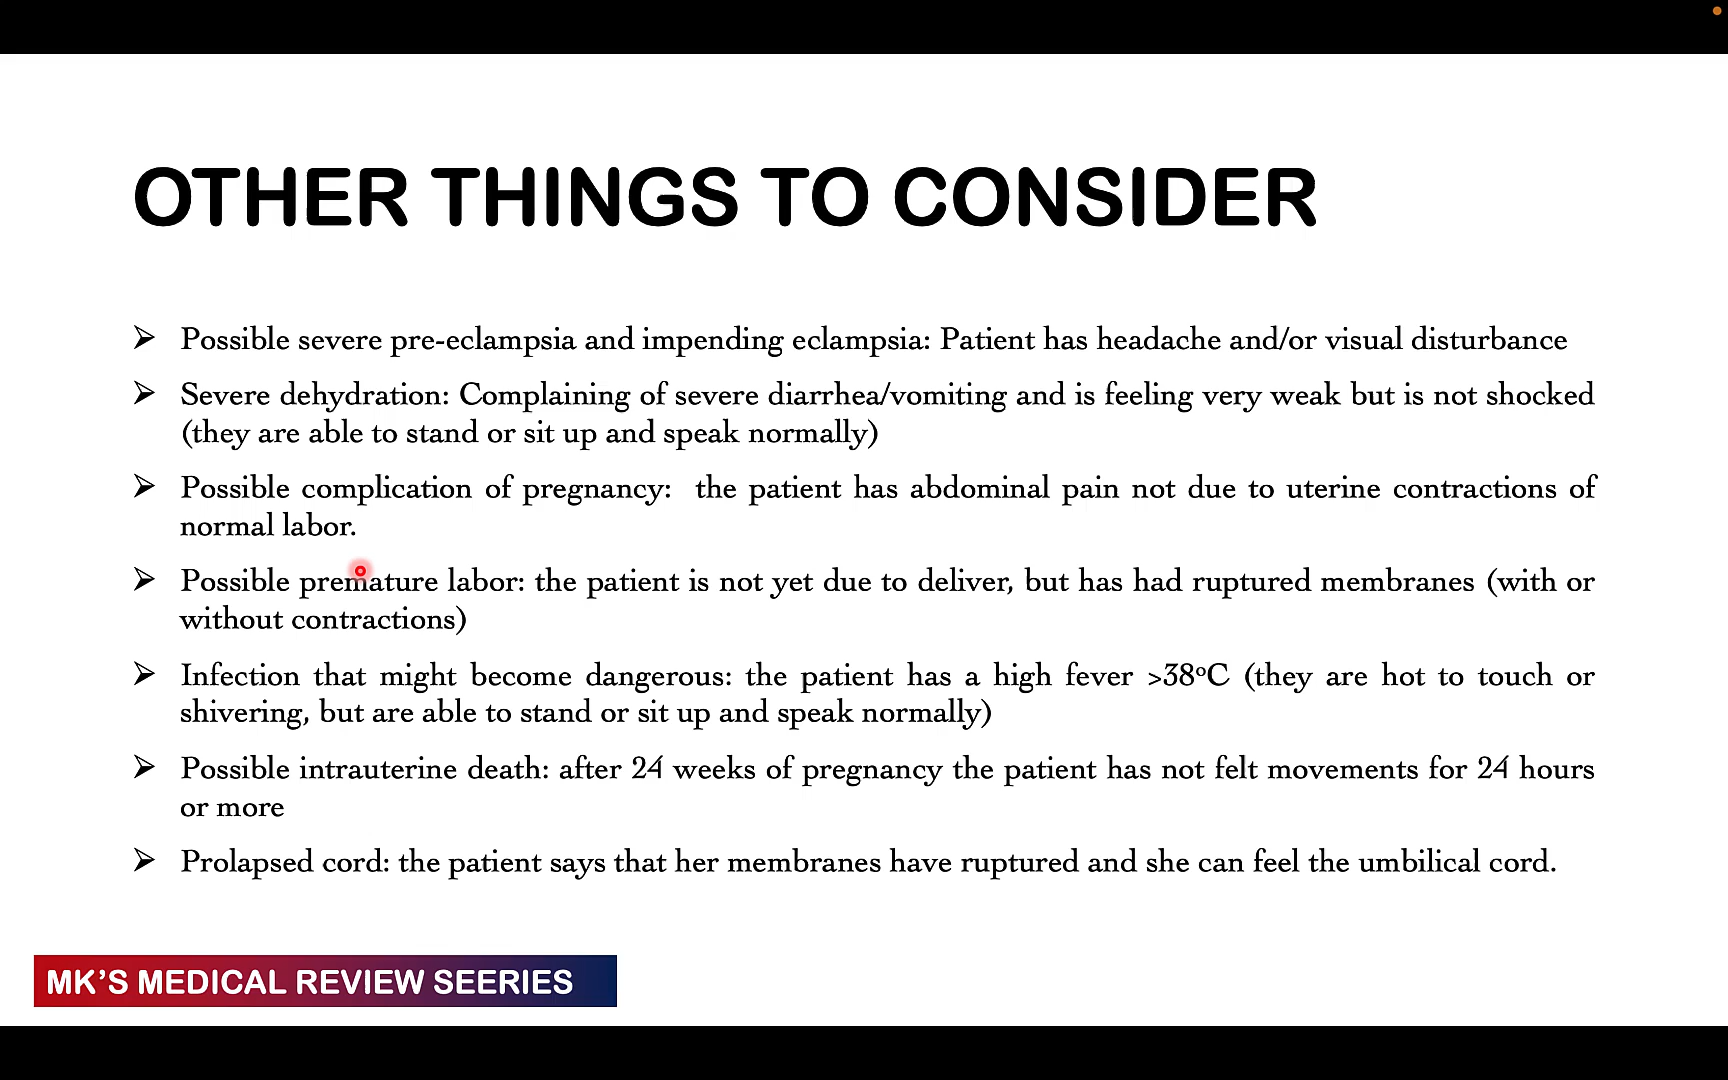 OTHER THINGS TO CONSIDER
➢ Possible severe pre-eclampsia and impending eclampsia: Patient has headache and/or visual disturbance
➢ Severe dehydration: Complaining of severe diarrhea/vomiting and is feeling very weak but is not shocked
(they are able to stand or sit up and speak normally)
➢ Possible complication of pregnancy: the patient has abdominal pain not due to uterine contractions of
normal labor.
➢ Possible premature labor: the patient is not yet due to deliver, but has had ruptured membranes (with or
without contractions)
➢ Infection that might become dangerous: the patient has a high fever >38ºC (they are hot to touch or
shivering, but are able to stand or sit up and speak normally)
➢ Possible intrauterine death: after 24 weeks of pregnancy the patient has not felt movements for 24 hours
or more
➢ Prolapsed cord: the patient says that her membranes have ruptured and she can feel the umbilical cord.
MK’S MEDICAL REVIEW SEERIES